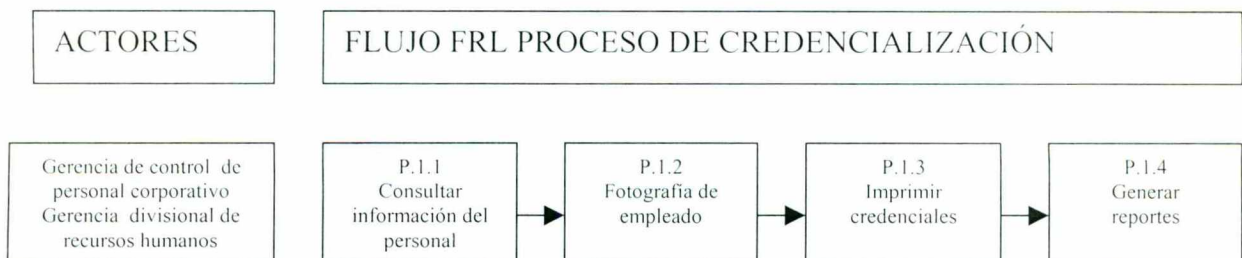 ACTORES
FLUJO FRL PROCESO DE CREDENCIALIZACIÓN
Gerencia de control de
personal corporativo
Gerencia divisional de
recursos humanos
P.1.1
Consultar
información del
personal
P.1.2
Fotografía de
empleado
P.1.3
Imprimir
credenciales
P.1.4
Generar
reportes